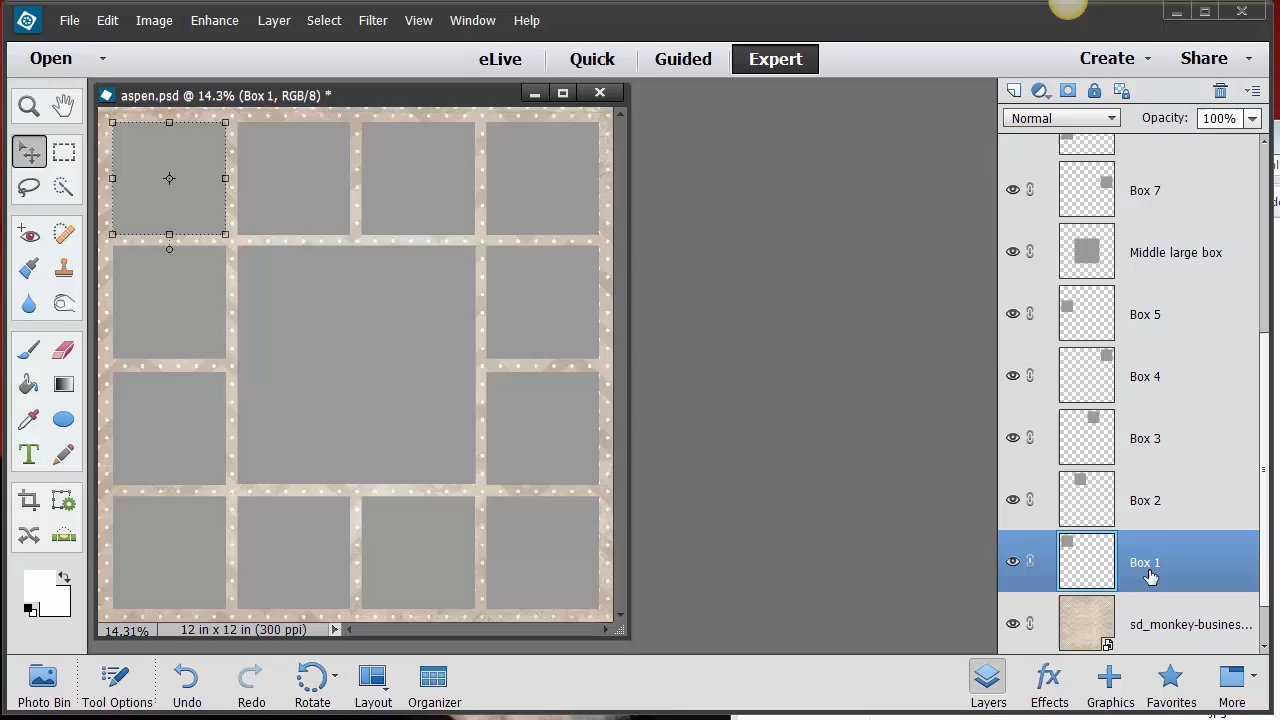 File Edit Image Enhance Layer Select Filter View Window Help
Open eLive Quick Guided Expert Create Share
aspen.psd @ 14.3% (Box 1, RGB/8) *
Normal Opacity: 100%
Box 7
Middle large box
Box 5
Box 4
Box 3
Box 2
Box 1
sd_monkey-busines...
14.31% 12 in x 12 in (300 ppi)
Photo Bin Tool Options Undo Redo Rotate Layout Organizer Layers Effects Graphics Favorites More